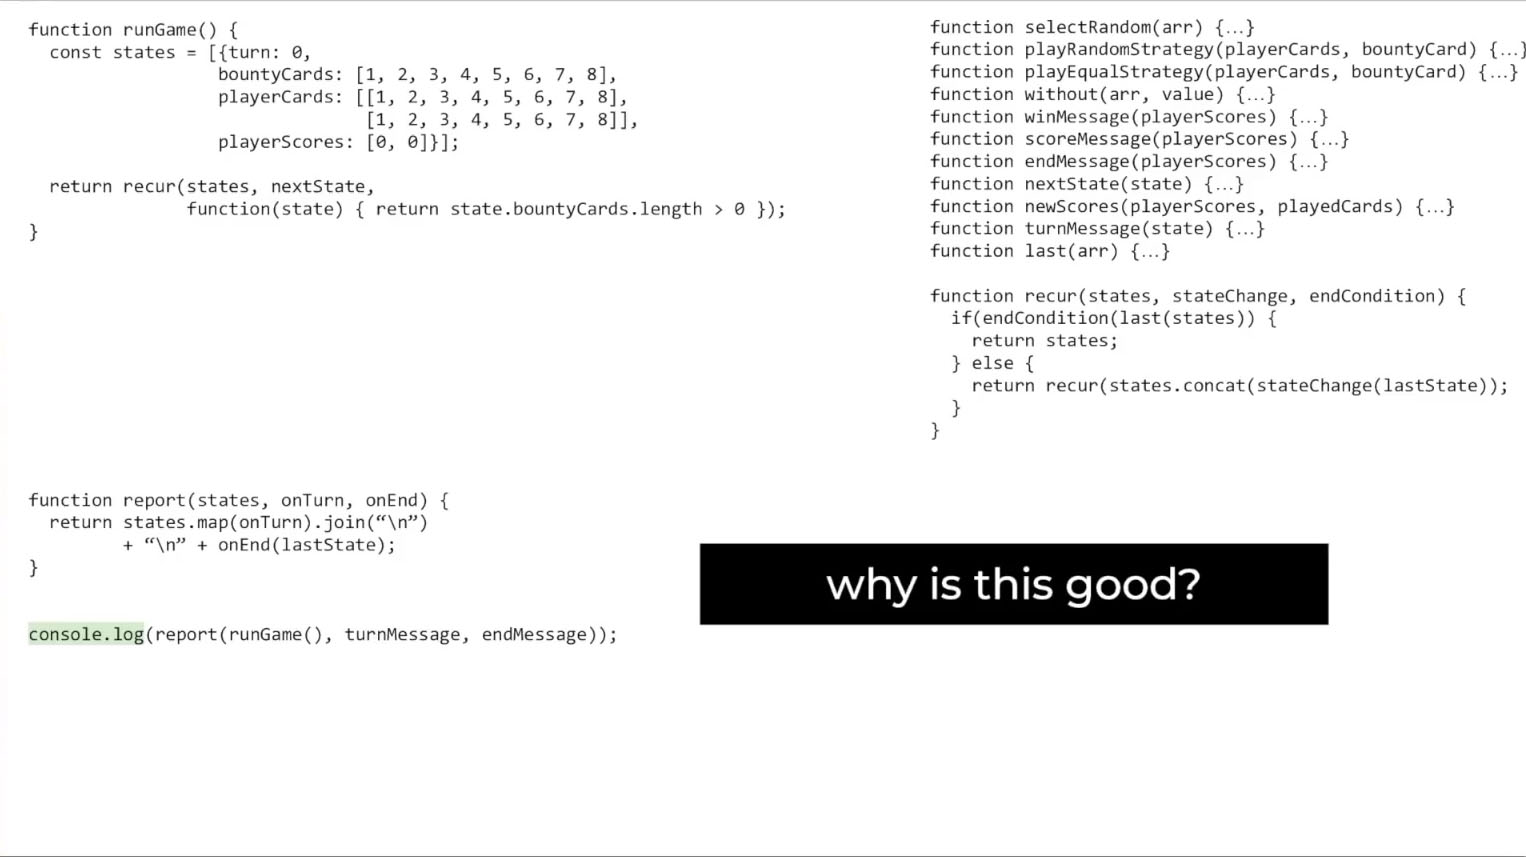 function runGame() {
  const states = [{turn: 0,
                  bountyCards: [1, 2, 3, 4, 5, 6, 7, 8],
                  playerCards: [[1, 2, 3, 4, 5, 6, 7, 8],
                                [1, 2, 3, 4, 5, 6, 7, 8]],
                  playerScores: [0, 0]}];
  return recur(states, nextState,
               function(state) { return state.bountyCards.length > 0 });
}
function report(states, onTurn, onEnd) {
  return states.map(onTurn).join(“\n”)
         + “\n” + onEnd(lastState);
}
console.log(report(runGame(), turnMessage, endMessage));
function selectRandom(arr) {…}
function playRandomStrategy(playerCards, bountyCard) {…}
function playEqualStrategy(playerCards, bountyCard) {…}
function without(arr, value) {…}
function winMessage(playerScores) {…}
function scoreMessage(playerScores) {…}
function endMessage(playerScores) {…}
function nextState(state) {…}
function newScores(playerScores, playedCards) {…}
function turnMessage(state) {…}
function last(arr) {…}
function recur(states, stateChange, endCondition) {
  if(endCondition(last(states)) {
    return states;
  } else {
    return recur(states.concat(stateChange(lastState));
  }
}
why is this good?